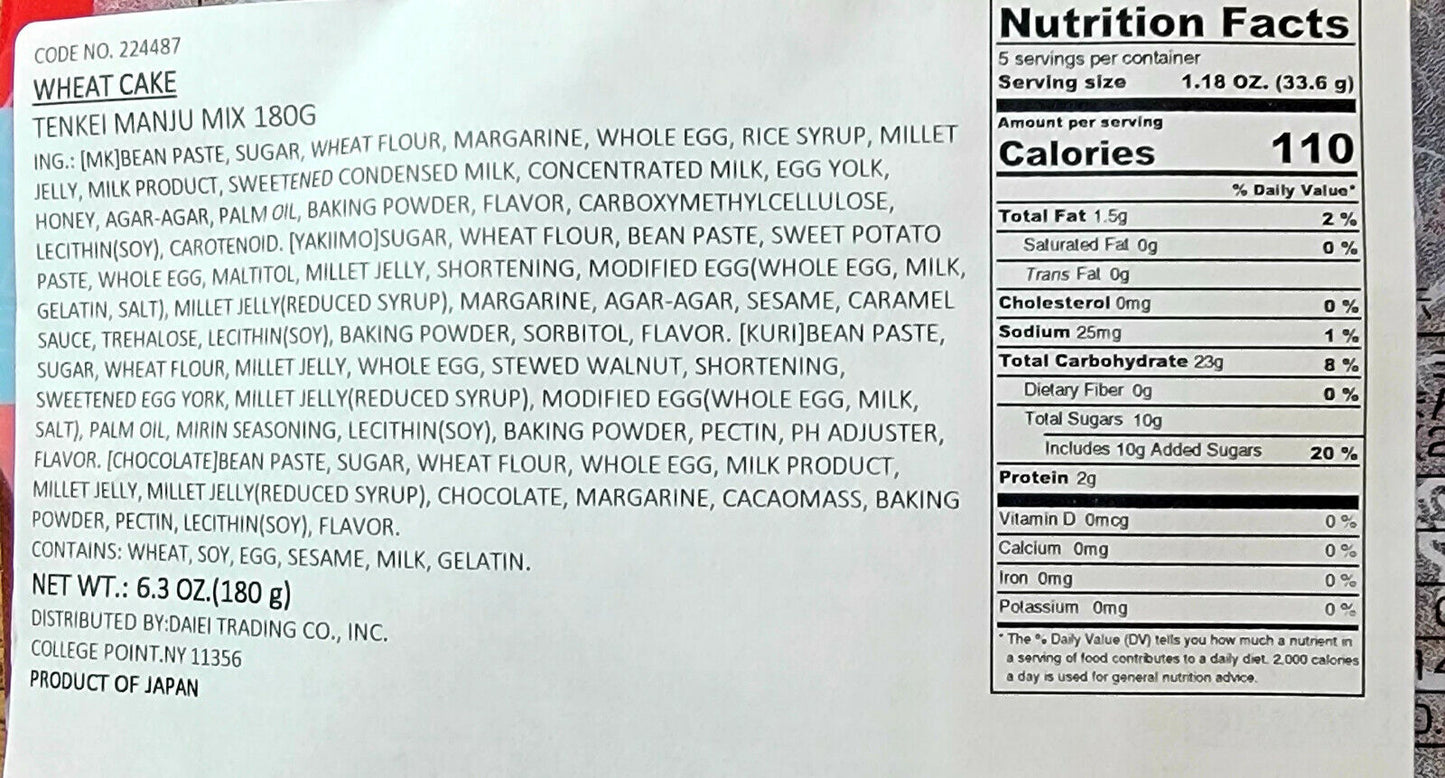 CODE NO. 224487
WHEAT CAKE
TENKEI MANJU MIX 180G
ING.: [MK]BEAN PASTE, SUGAR, WHEAT FLOUR, MARGARINE, WHOLE EGG, RICE SYRUP, MILLET
JELLY, MILK PRODUCT, SWEETENED CONDENSED MILK, CONCENTRATED MILK, EGG YOLK,
HONEY, AGAR-AGAR, PALM OIL, BAKING POWDER, FLAVOR, CARBOXYMETHYLCELLULOSE,
LECITHIN(SOY), CAROTENOID. [YAKIIMO]SUGAR, WHEAT FLOUR, BEAN PASTE, SWEET POTATO
PASTE, WHOLE EGG, MALTITOL, MILLET JELLY, SHORTENING, MODIFIED EGG(WHOLE EGG, MILK,
GELATIN, SALT), MILLET JELLY(REDUCED SYRUP), MARGARINE, AGAR-AGAR, SESAME, CARAMEL
SAUCE, TREHALOSE, LECITHIN(SOY), BAKING POWDER, SORBITOL, FLAVOR. [KURI]BEAN PASTE,
SUGAR, WHEAT FLOUR, MILLET JELLY, WHOLE EGG, STEWED WALNUT, SHORTENING,
SWEETENED EGG YORK, MILLET JELLY(REDUCED SYRUP), MODIFIED EGG(WHOLE EGG, MILK,
SALT), PALM OIL, MIRIN SEASONING, LECITHIN(SOY), BAKING POWDER, PECTIN, PH ADJUSTER,
FLAVOR. [CHOCOLATE]BEAN PASTE, SUGAR, WHEAT FLOUR, WHOLE EGG, MILK PRODUCT,
MILLET JELLY, MILLET JELLY(REDUCED SYRUP), CHOCOLATE, MARGARINE, CACAOMASS, BAKING
POWDER, PECTIN, LECITHIN(SOY), FLAVOR.
CONTAINS: WHEAT, SOY, EGG, SESAME, MILK, GELATIN.
NET WT.: 6.3 OZ.(180 g)
DISTRIBUTED BY:DAIEI TRADING CO., INC.
COLLEGE POINT.NY 11356
PRODUCT OF JAPAN
Nutrition Facts
5 servings per container
Serving size 1.18 OZ. (33.6 g)
Amount per serving
Calories 110
% Daily Value*
Total Fat 1.5g 2 %
Saturated Fat 0g 0 %
Trans Fat 0g
Cholesterol 0mg 0 %
Sodium 25mg 1 %
Total Carbohydrate 23g 8 %
Dietary Fiber 0g 0 %
Total Sugars 10g
Includes 10g Added Sugars 20 %
Protein 2g
Vitamin D 0mcg 0 %
Calcium 0mg 0 %
Iron 0mg 0 %
Potassium 0mg 0 %
* The % Daily Value (DV) tells you how much a nutrient in
a serving of food contributes to a daily diet. 2,000 calories
a day is used for general nutrition advice.